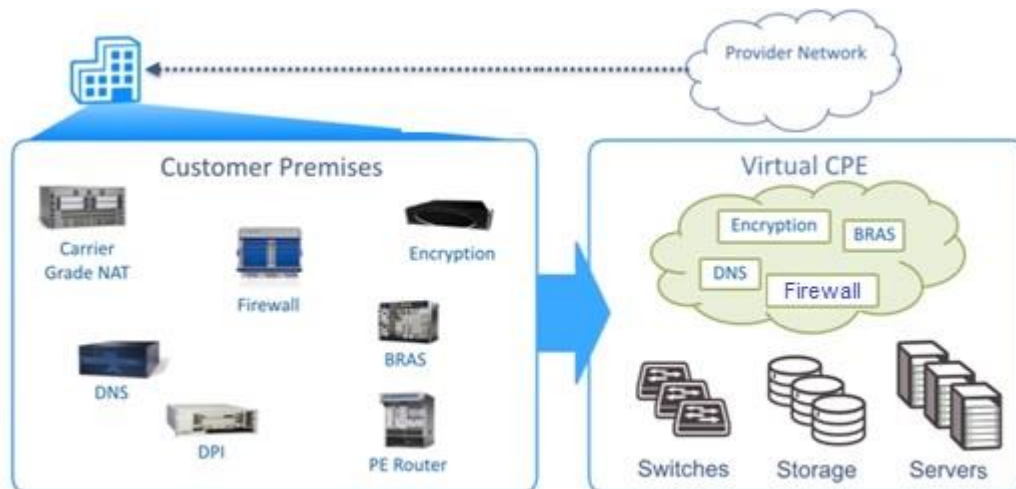 Provider Network
Customer Premises
Carrier
Grade NAT
Firewall
Encryption
DNS
BRAS
DPI
PE Router
Virtual CPE
Encryption
BRAS
DNS
Firewall
Switches
Storage
Servers